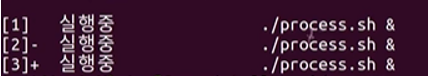 [1]   실행중                  ./process.sh &
[2]-  실행중                  ./process.sh &
[3]+  실행중                  ./process.sh &